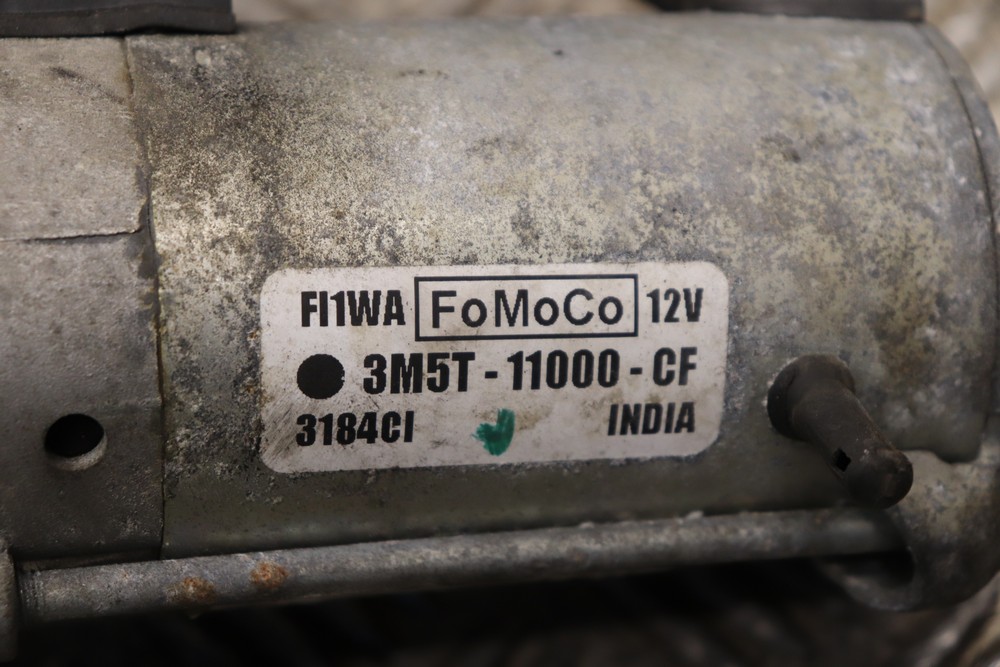 FI1WA FoMoCo 12V
3M5T - 11000 - CF
3184CI INDIA